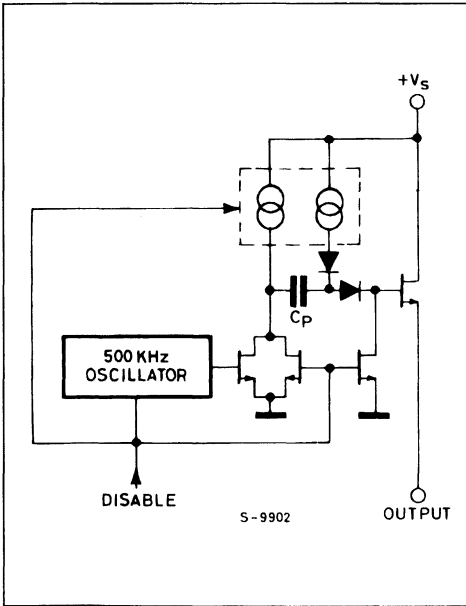 +Vs
CP
500 KHz
OSCILLATOR
DISABLE
S-9902
OUTPUT